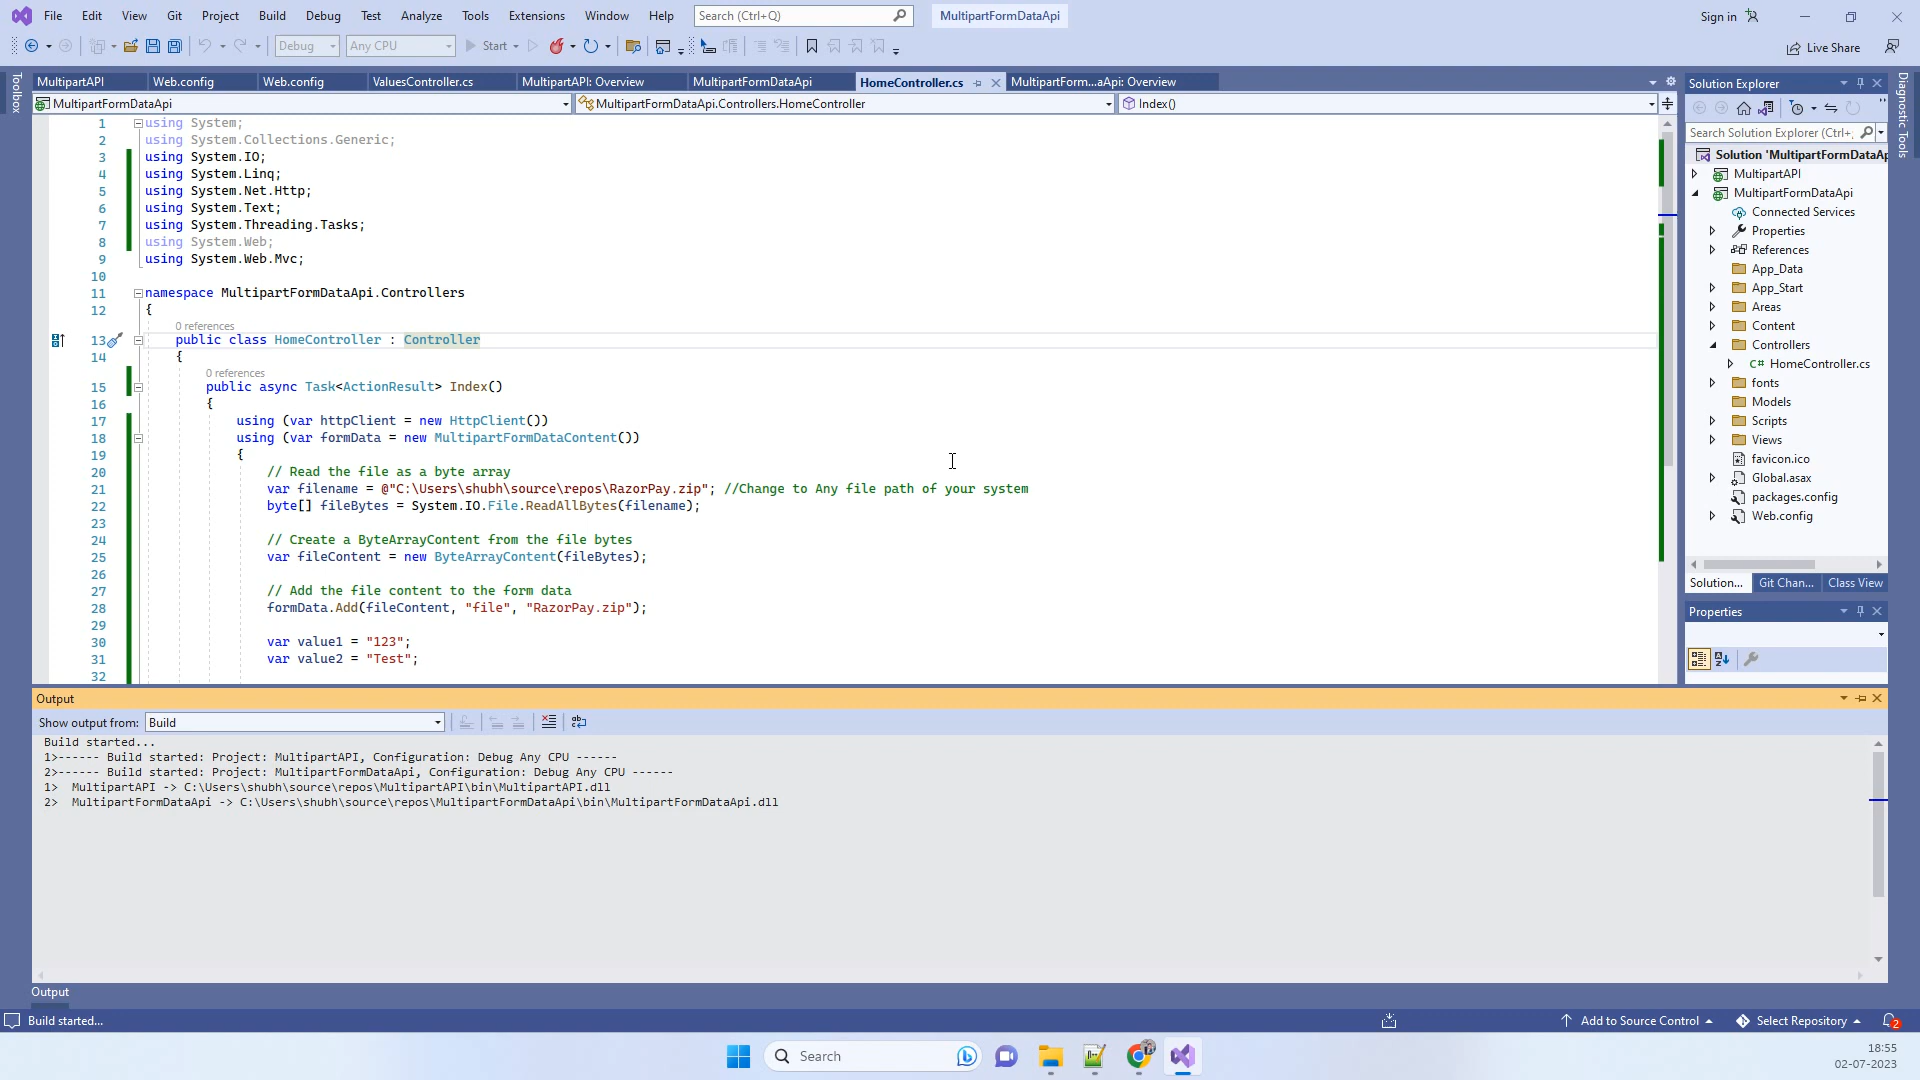 File Edit View Git Project Build Debug Test Analyze Tools Extensions Window Help Search (Ctrl+Q) MultipartFormDataApi Sign in
Debug Any CPU Start Live Share
Toolbox
MultipartAPI Web.config Web.config ValuesController.cs MultipartAPI: Overview MultipartFormDataApi HomeController.cs MultipartForm...aApi: Overview
MultipartFormDataApi MultipartFormDataApi.Controllers.HomeController Index()
1 using System;
2 using System.Collections.Generic;
3 using System.IO;
4 using System.Linq;
5 using System.Net.Http;
6 using System.Text;
7 using System.Threading.Tasks;
8 using System.Web;
9 using System.Web.Mvc;
10
11 namespace MultipartFormDataApi.Controllers
12 {
0 references
13 public class HomeController : Controller
14 {
0 references
15 public async Task<ActionResult> Index()
16 {
17 using (var httpClient = new HttpClient())
18 using (var formData = new MultipartFormDataContent())
19 {
20 // Read the file as a byte array
21 var filename = @"C:\Users\shubh\source\repos\RazorPay.zip"; //Change to Any file path of your system
22 byte[] fileBytes = System.IO.File.ReadAllBytes(filename);
23
24 // Create a ByteArrayContent from the file bytes
25 var fileContent = new ByteArrayContent(fileBytes);
26
27 // Add the file content to the form data
28 formData.Add(fileContent, "file", "RazorPay.zip");
29
30 var value1 = "123";
31 var value2 = "Test";
32
Solution Explorer
Search Solution Explorer (Ctrl+;
Solution 'MultipartFormDataAp
MultipartAPI
MultipartFormDataApi
Connected Services
Properties
References
App_Data
App_Start
Areas
Content
Controllers
C# HomeController.cs
fonts
Models
Scripts
Views
favicon.ico
Global.asax
packages.config
Web.config
Solution... Git Chan... Class View
Properties
Diagnostic Tools
Output
Show output from: Build
Build started...
1>------ Build started: Project: MultipartAPI, Configuration: Debug Any CPU ------
2>------ Build started: Project: MultipartFormDataApi, Configuration: Debug Any CPU ------
1> MultipartAPI -> C:\Users\shubh\source\repos\MultipartAPI\bin\MultipartAPI.dll
2> MultipartFormDataApi -> C:\Users\shubh\source\repos\MultipartFormDataApi\bin\MultipartFormDataApi.dll
Output
Build started... Add to Source Control Select Repository 2
Search
18:55
02-07-2023